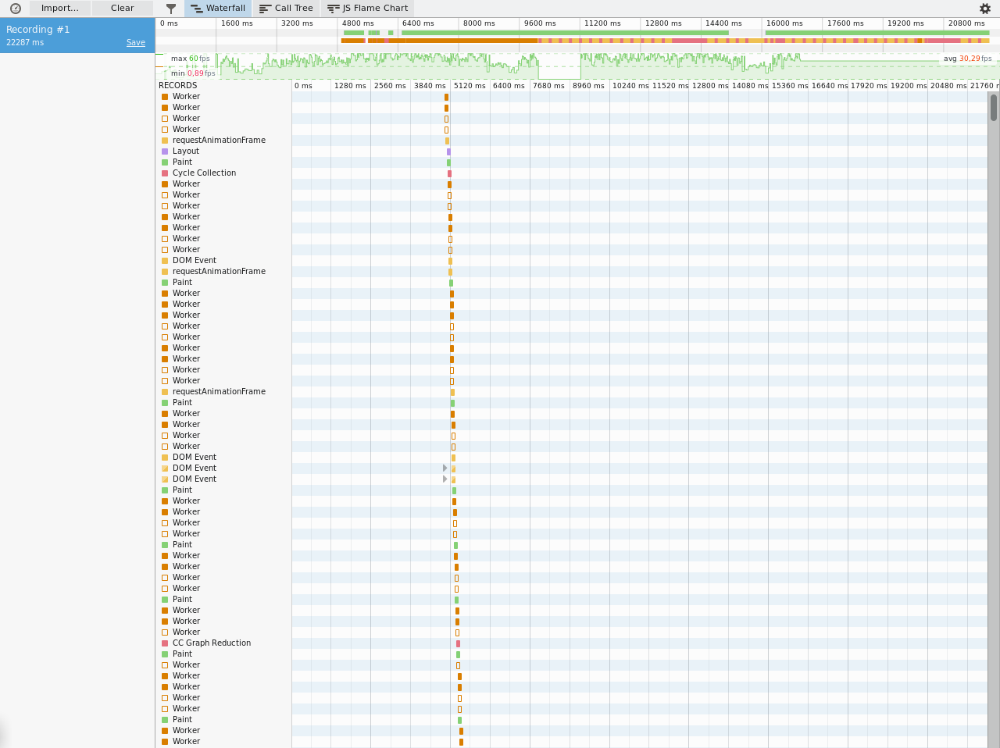 Import... Clear Waterfall Call Tree JS Flame Chart
Recording #1
22287 ms Save
0 ms 1600 ms 3200 ms 4800 ms 6400 ms 8000 ms 9600 ms 11200 ms 12800 ms 14400 ms 16000 ms 17600 ms 19200 ms 20800 ms
max 60 fps
avg 30,29 fps
min 0,89 fps
RECORDS 0 ms 1280 ms 2560 ms 3840 ms 5120 ms 6400 ms 7680 ms 8960 ms 10240 ms 11520 ms 12800 ms 14080 ms 15360 ms 16640 ms 17920 ms 19200 ms 20480 ms 21760 m
Worker
Worker
Worker
Worker
requestAnimationFrame
Layout
Paint
Cycle Collection
Worker
Worker
Worker
Worker
Worker
Worker
Worker
DOM Event
requestAnimationFrame
Paint
Worker
Worker
Worker
Worker
Worker
Worker
Worker
Worker
Worker
requestAnimationFrame
Paint
Worker
Worker
Worker
Worker
DOM Event
DOM Event
DOM Event
Paint
Worker
Worker
Worker
Worker
Paint
Worker
Worker
Worker
Worker
Paint
Worker
Worker
Worker
CC Graph Reduction
Paint
Worker
Worker
Worker
Worker
Worker
Paint
Worker
Worker